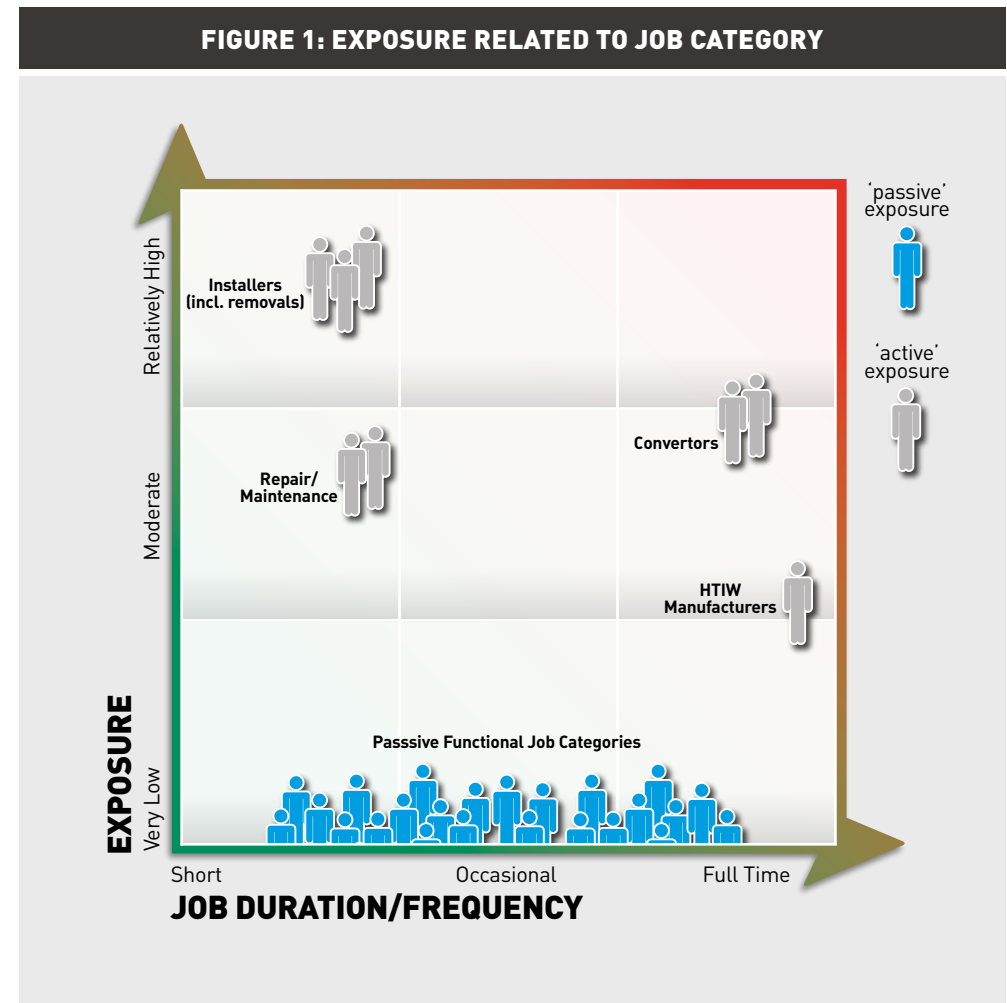 FIGURE 1: EXPOSURE RELATED TO JOB CATEGORY
'passive'
exposure
'active'
exposure
Relatively High
Moderate
Very Low
EXPOSURE
Installers
(incl. removals)
Convertors
Repair/
Maintenance
HTIW
Manufacturers
Passsive Functional Job Categories
Short
Occasional
Full Time
JOB DURATION/FREQUENCY